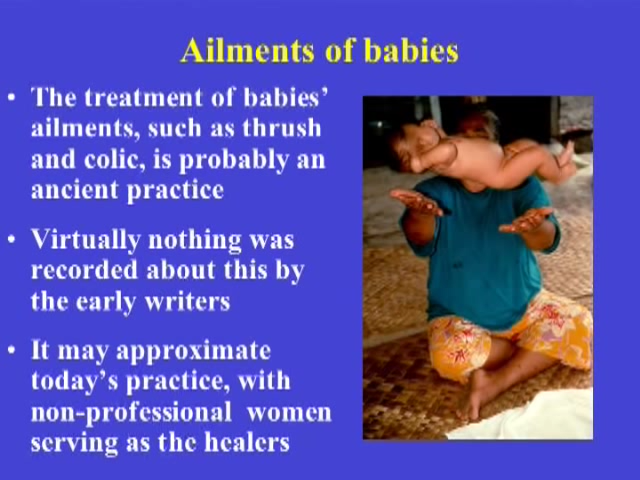 Ailments of babies
• The treatment of babies’
ailments, such as thrush
and colic, is probably an
ancient practice
• Virtually nothing was
recorded about this by
the early writers
• It may approximate
today’s practice, with
non-professional women
serving as the healers